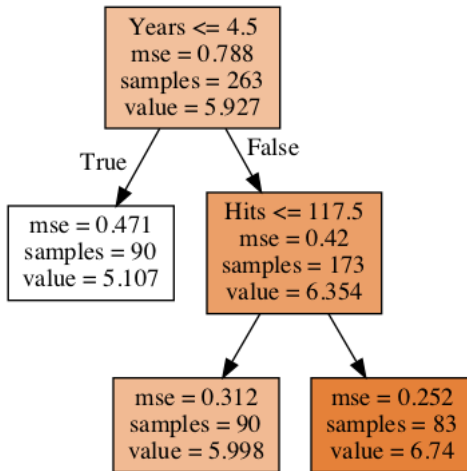 Years <= 4.5
mse = 0.788
samples = 263
value = 5.927
True
False
mse = 0.471
samples = 90
value = 5.107
Hits <= 117.5
mse = 0.42
samples = 173
value = 6.354
mse = 0.312
samples = 90
value = 5.998
mse = 0.252
samples = 83
value = 6.74